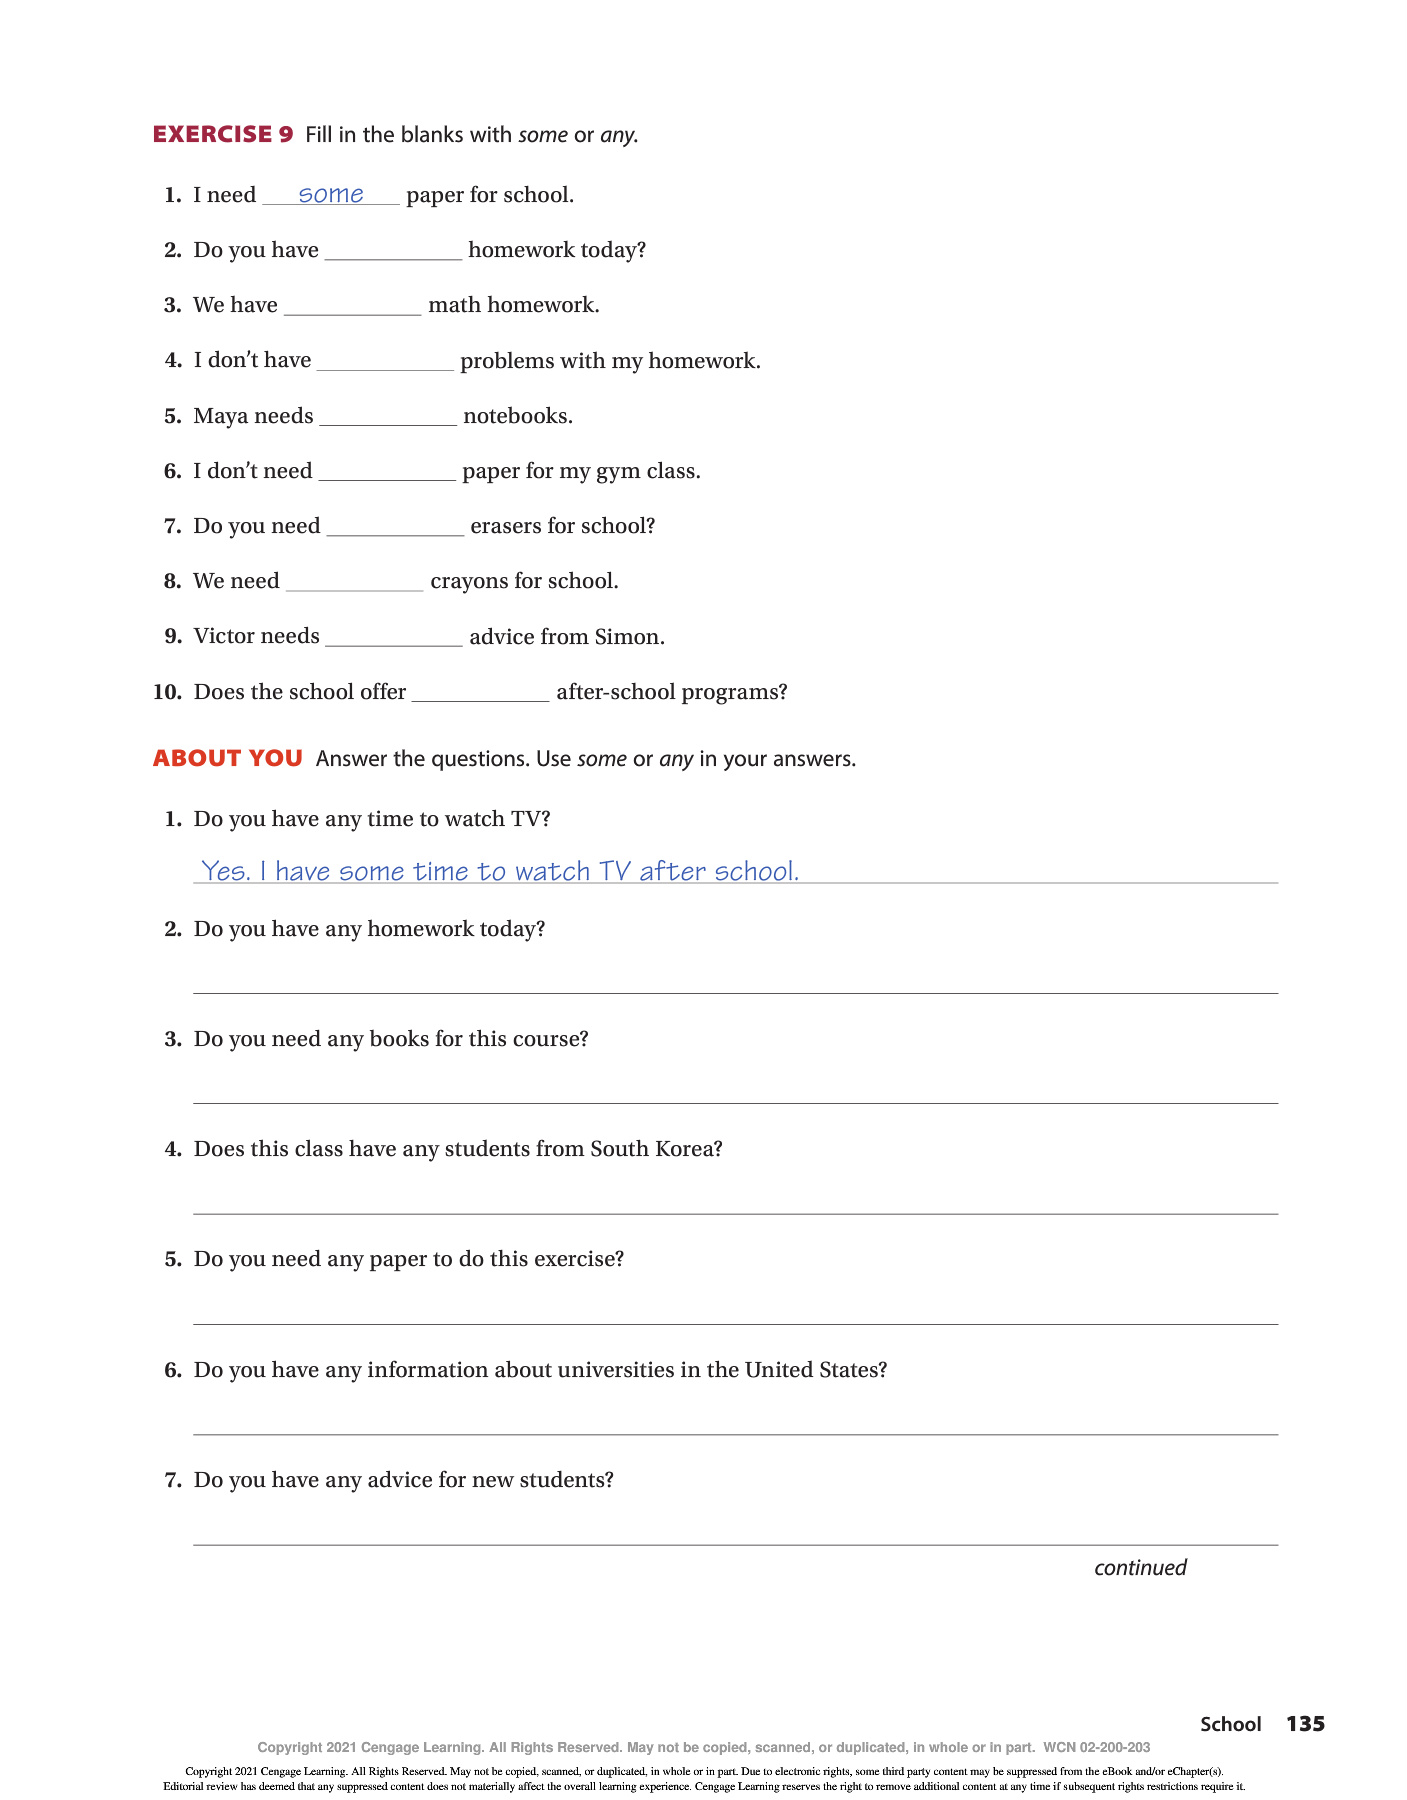 EXERCISE 9 Fill in the blanks with some or any.
1. I need some paper for school.
2. Do you have ____________ homework today?
3. We have ____________ math homework.
4. I don't have ____________ problems with my homework.
5. Maya needs ____________ notebooks.
6. I don't need ____________ paper for my gym class.
7. Do you need ____________ erasers for school?
8. We need ____________ crayons for school.
9. Victor needs ____________ advice from Simon.
10. Does the school offer ____________ after-school programs?
ABOUT YOU Answer the questions. Use some or any in your answers.
1. Do you have any time to watch TV?
Yes. I have some time to watch TV after school.
2. Do you have any homework today?
3. Do you need any books for this course?
4. Does this class have any students from South Korea?
5. Do you need any paper to do this exercise?
6. Do you have any information about universities in the United States?
7. Do you have any advice for new students?
continued
School 135
Copyright 2021 Cengage Learning. All Rights Reserved. May not be copied, scanned, or duplicated, in whole or in part. WCN 02-200-203
Copyright 2021 Cengage Learning. All Rights Reserved. May not be copied, scanned, or duplicated, in whole or in part. Due to electronic rights, some third party content may be suppressed from the eBook and/or eChapter(s).
Editorial review has deemed that any suppressed content does not materially affect the overall learning experience. Cengage Learning reserves the right to remove additional content at any time if subsequent rights restrictions require it.